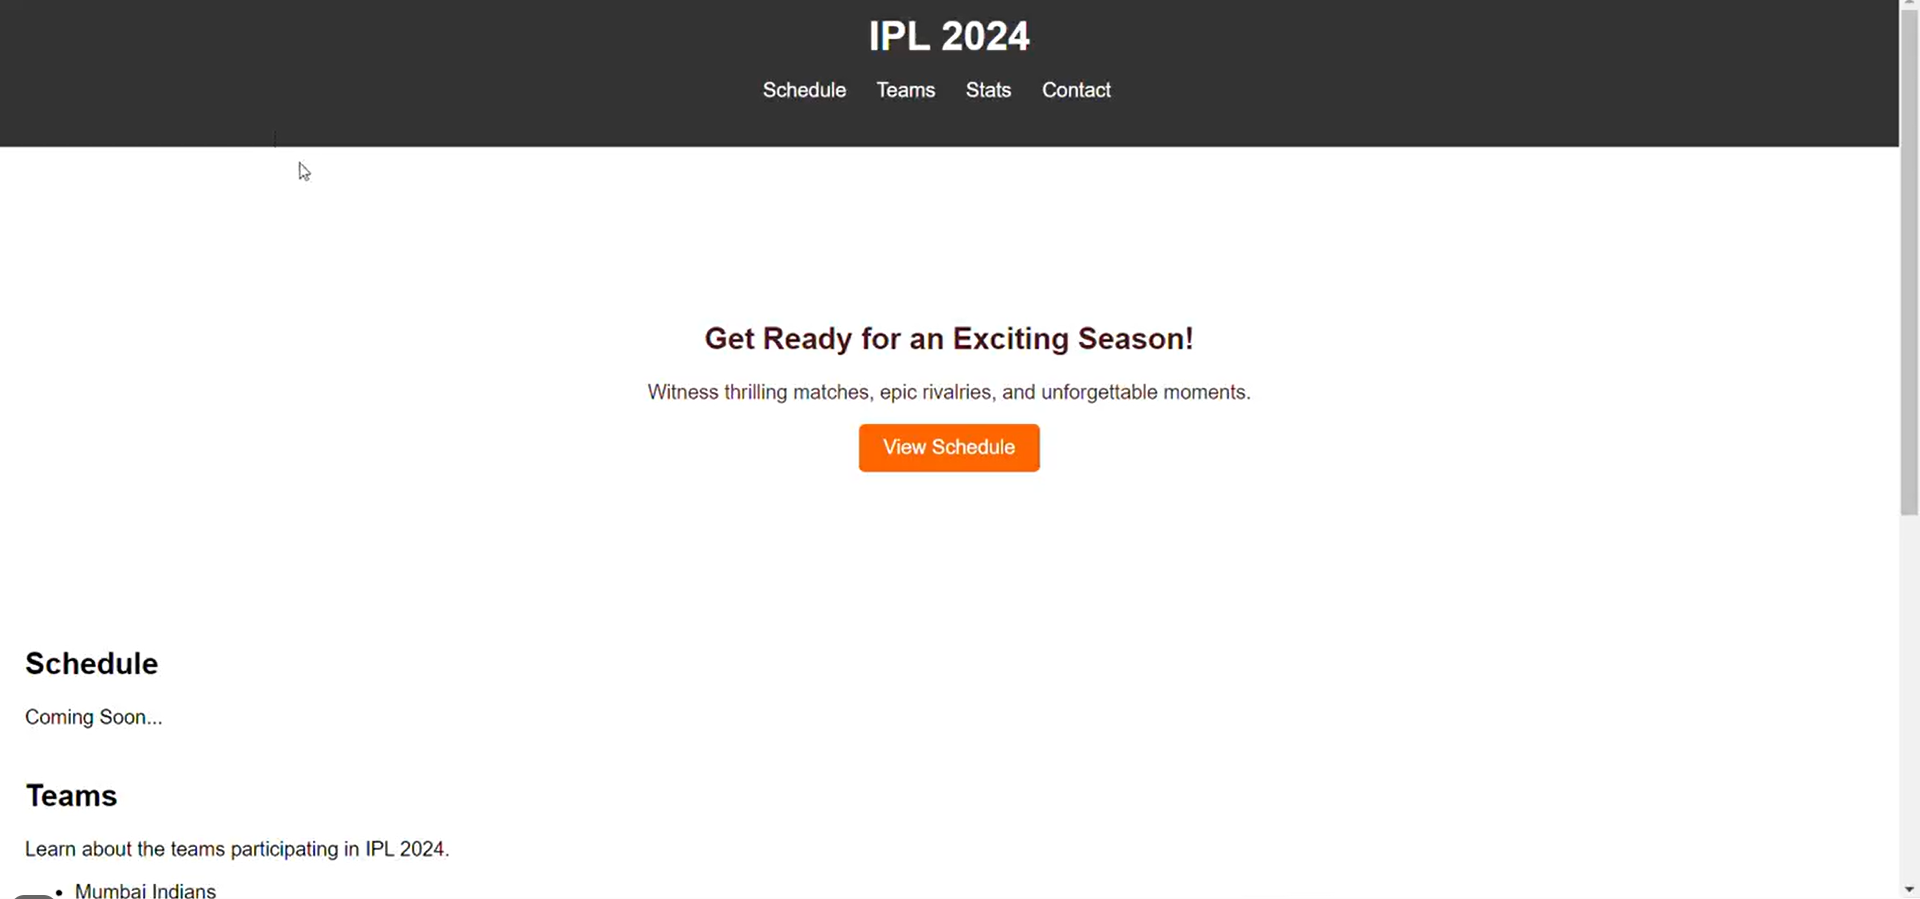 IPL 2024
Schedule Teams Stats Contact
Get Ready for an Exciting Season!
Witness thrilling matches, epic rivalries, and unforgettable moments.
View Schedule
Schedule
Coming Soon...
Teams
Learn about the teams participating in IPL 2024.
• Mumbai Indians